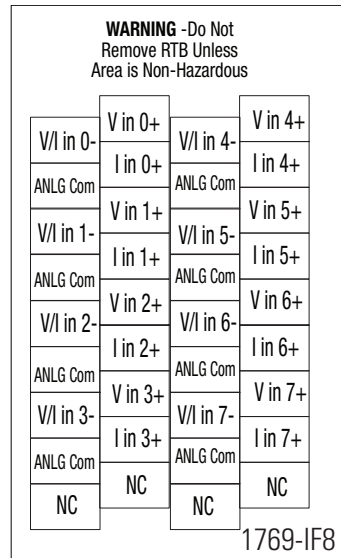 WARNING -Do Not
Remove RTB Unless
Area is Non-Hazardous
V/I in 0-
ANLG Com
V/I in 1-
ANLG Com
V/I in 2-
ANLG Com
V/I in 3-
ANLG Com
NC
V in 0+
I in 0+
V in 1+
I in 1+
V in 2+
I in 2+
V in 3+
I in 3+
NC
V/I in 4-
ANLG Com
V/I in 5-
ANLG Com
V/I in 6-
ANLG Com
V/I in 7-
ANLG Com
NC
V in 4+
I in 4+
V in 5+
I in 5+
V in 6+
I in 6+
V in 7+
I in 7+
NC
1769-IF8